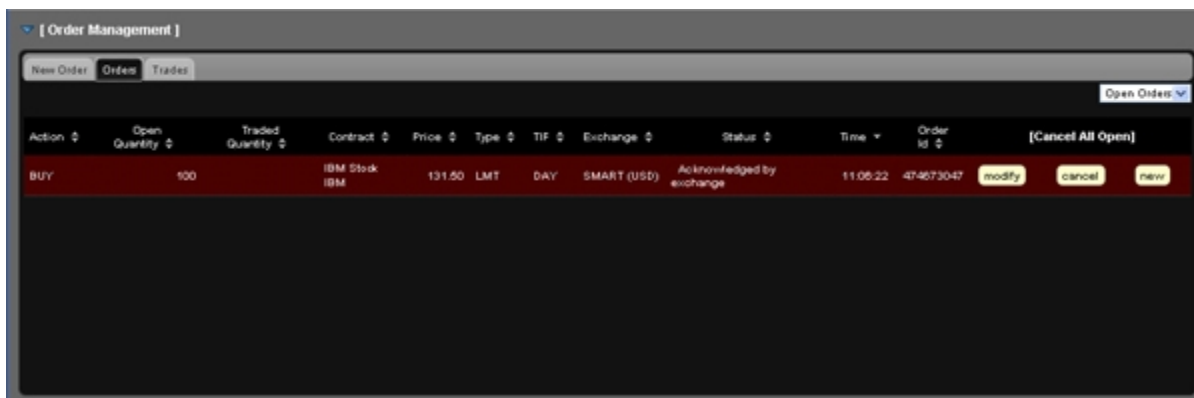 [ Order Management ]
New Order Orders Trades
Open Orders
Action Open Quantity Traded Quantity Contract Price Type TIF Exchange Status Time Order Id [Cancel All Open]
BUY 100 IBM Stock IBM 131.50 LMT DAY SMART (USD) Acknowledged by exchange 11:06:22 474673047 modify cancel new